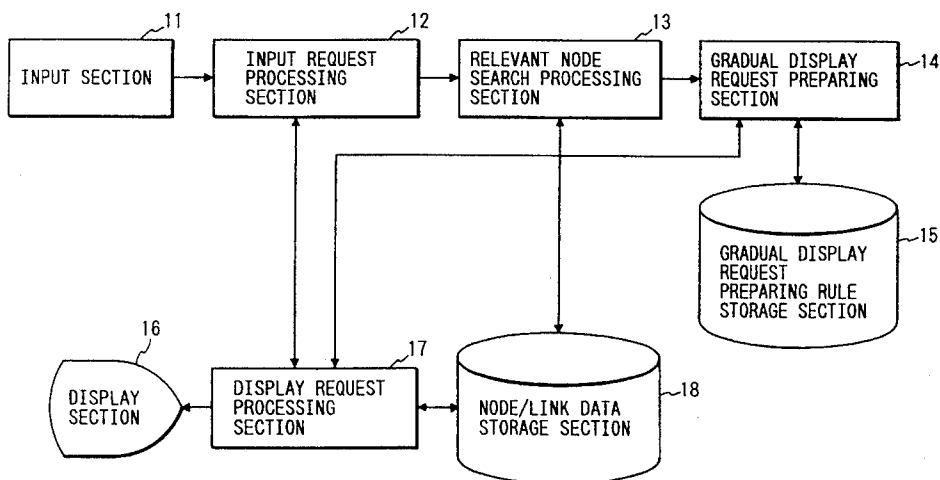 11
INPUT SECTION
12
INPUT REQUEST
PROCESSING
SECTION
13
RELEVANT NODE
SEARCH PROCESSING
SECTION
14
GRADUAL DISPLAY
REQUEST PREPARING
SECTION
15
GRADUAL DISPLAY
REQUEST
PREPARING RULE
STORAGE SECTION
16
DISPLAY
SECTION
17
DISPLAY REQUEST
PROCESSING
SECTION
18
NODE/LINK DATA
STORAGE SECTION